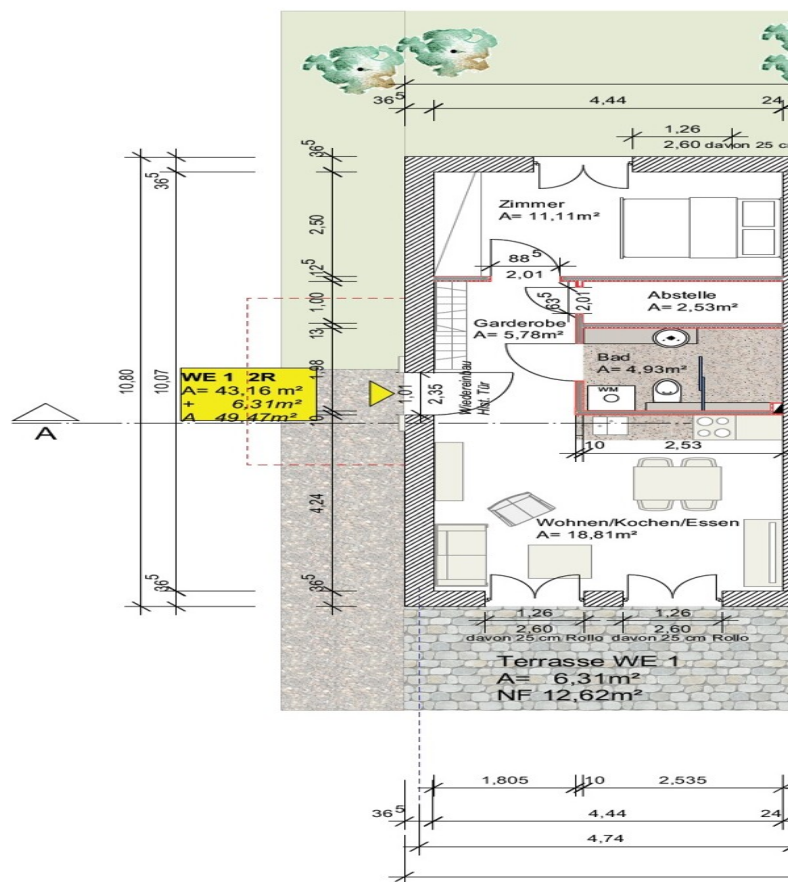 36⁵
4,44
24
1,26
2,60 davon 25 cm
36⁵
36⁵
2,50
12⁵
1,00
13
1,98
10
4,24
36⁵
36⁵
10,80
10,07
Zimmer
A= 11,11m²
88⁵
2,01
63⁵
2,01
Abstelle
A= 2,53m²
Garderobe
A= 5,78m²
Bad
A= 4,93m²
WM
WE 1 2R
A= 43,16 m²
+ 6,31m²
A 49,47m²
1,01
2,35
Wiedereinbau
Hist. Tür
A
10
2,53
Wohnen/Kochen/Essen
A= 18,81m²
1,26
2,60
davon 25 cm Rollo
1,26
2,60
davon 25 cm Rollo
Terrasse WE 1
A= 6,31m²
NF 12,62m²
1,805
10
2,535
36⁵
4,44
24
4,74